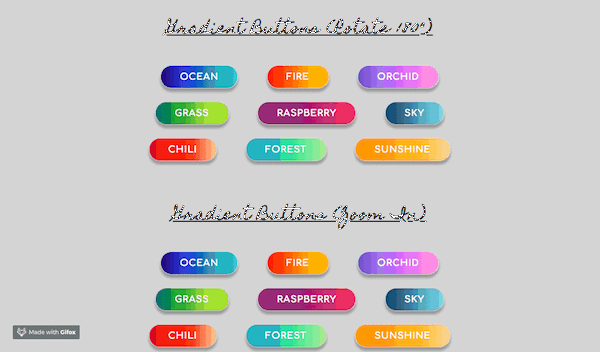 Gradient Buttons (Rotate 180°)
OCEAN FIRE ORCHID
GRASS RASPBERRY SKY
CHILI FOREST SUNSHINE
Gradient Buttons (Zoom In)
OCEAN FIRE ORCHID
GRASS RASPBERRY SKY
CHILI FOREST SUNSHINE
Made with Gifox